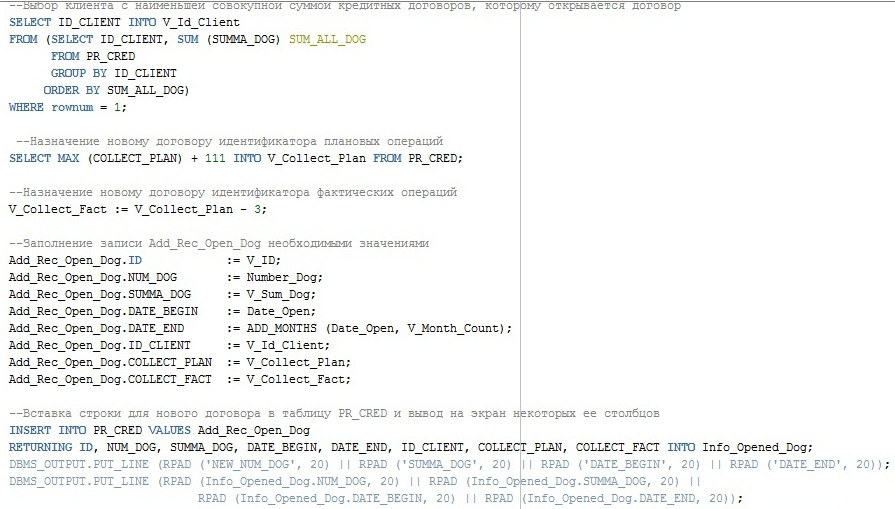 --Выбор клиента с наименьшей совокупной суммой кредитных договоров, которому открывается договор
SELECT ID_CLIENT INTO V_Id_Client
FROM (SELECT ID_CLIENT, SUM (SUMMA_DOG) SUM_ALL_DOG
      FROM PR_CRED
      GROUP BY ID_CLIENT
     ORDER BY SUM_ALL_DOG)
WHERE rownum = 1;
--Назначение новому договору идентификатора плановых операций
SELECT MAX (COLLECT_PLAN) + 111 INTO V_Collect_Plan FROM PR_CRED;
--Назначение новому договору идентификатора фактических операций
V_Collect_Fact := V_Collect_Plan - 3;
--Заполнение записи Add_Rec_Open_Dog необходимыми значениями
Add_Rec_Open_Dog.ID            := V_ID;
Add_Rec_Open_Dog.NUM_DOG       := Number_Dog;
Add_Rec_Open_Dog.SUMMA_DOG     := V_Sum_Dog;
Add_Rec_Open_Dog.DATE_BEGIN    := Date_Open;
Add_Rec_Open_Dog.DATE_END      := ADD_MONTHS (Date_Open, V_Month_Count);
Add_Rec_Open_Dog.ID_CLIENT     := V_Id_Client;
Add_Rec_Open_Dog.COLLECT_PLAN  := V_Collect_Plan;
Add_Rec_Open_Dog.COLLECT_FACT  := V_Collect_Fact;
--Вставка строки для нового договора в таблицу PR_CRED и вывод на экран некоторых ее столбцов
INSERT INTO PR_CRED VALUES Add_Rec_Open_Dog
RETURNING ID, NUM_DOG, SUMMA_DOG, DATE_BEGIN, DATE_END, ID_CLIENT, COLLECT_PLAN, COLLECT_FACT INTO Info_Opened_Dog;
DBMS_OUTPUT.PUT_LINE (RPAD ('NEW_NUM_DOG', 20) || RPAD ('SUMMA_DOG', 20) || RPAD ('DATE_BEGIN', 20) || RPAD ('DATE_END', 20));
DBMS_OUTPUT.PUT_LINE (RPAD (Info_Opened_Dog.NUM_DOG, 20) || RPAD (Info_Opened_Dog.SUMMA_DOG, 20) ||
                      RPAD (Info_Opened_Dog.DATE_BEGIN, 20) || RPAD (Info_Opened_Dog.DATE_END, 20));